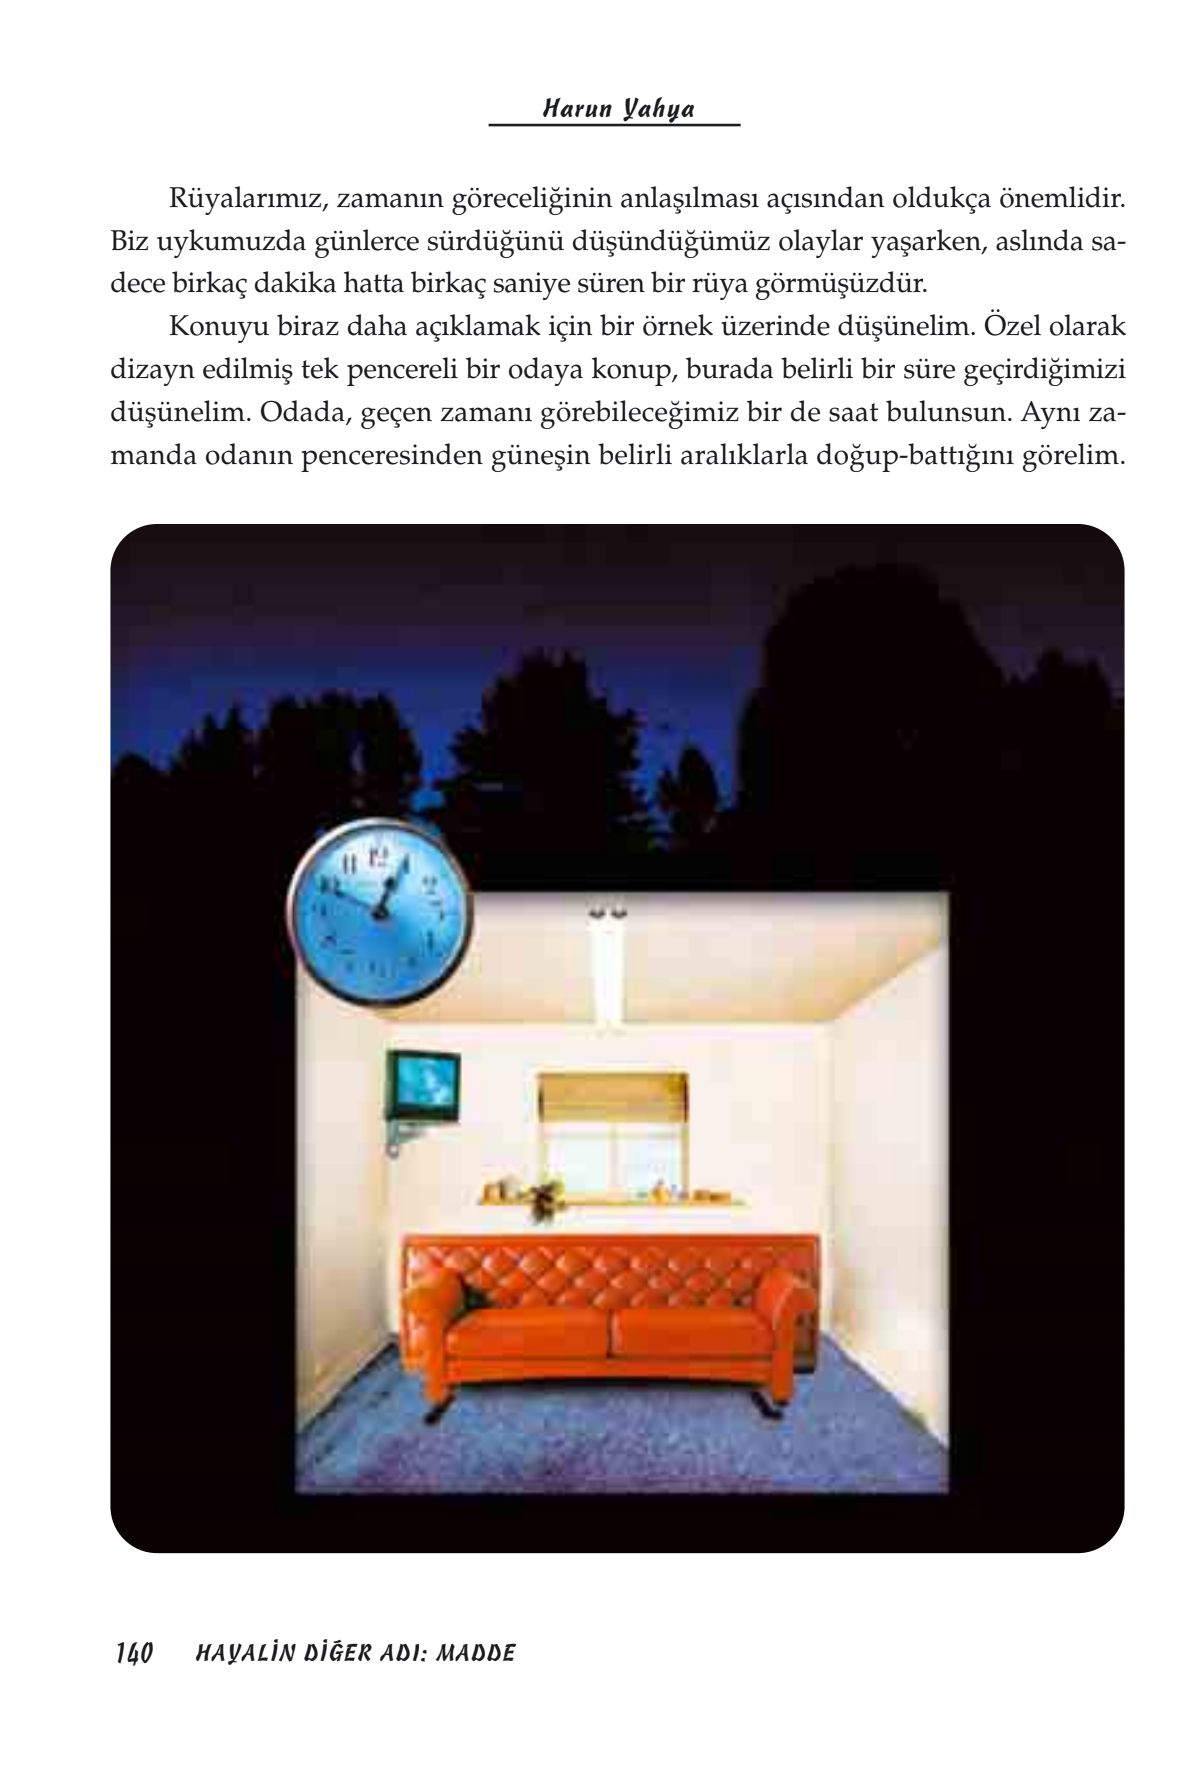 Harun Yahya
Rüyalarımız, zamanın göreceliğinin anlaşılması açısından oldukça önemlidir.
Biz uykumuzda günlerce sürdüğünü düşündüğümüz olaylar yaşarken, aslında sa-
dece birkaç dakika hatta birkaç saniye süren bir rüya görmüşüzdür.
Konuyu biraz daha açıklamak için bir örnek üzerinde düşünelim. Özel olarak
dizayn edilmiş tek pencereli bir odaya konup, burada belirli bir süre geçirdiğimizi
düşünelim. Odada, geçen zamanı görebileceğimiz bir de saat bulunsun. Aynı za-
manda odanın penceresinden güneşin belirli aralıklarla doğup-battığını görelim.
11 12
140 HAYALİN DİĞER ADI: MADDE